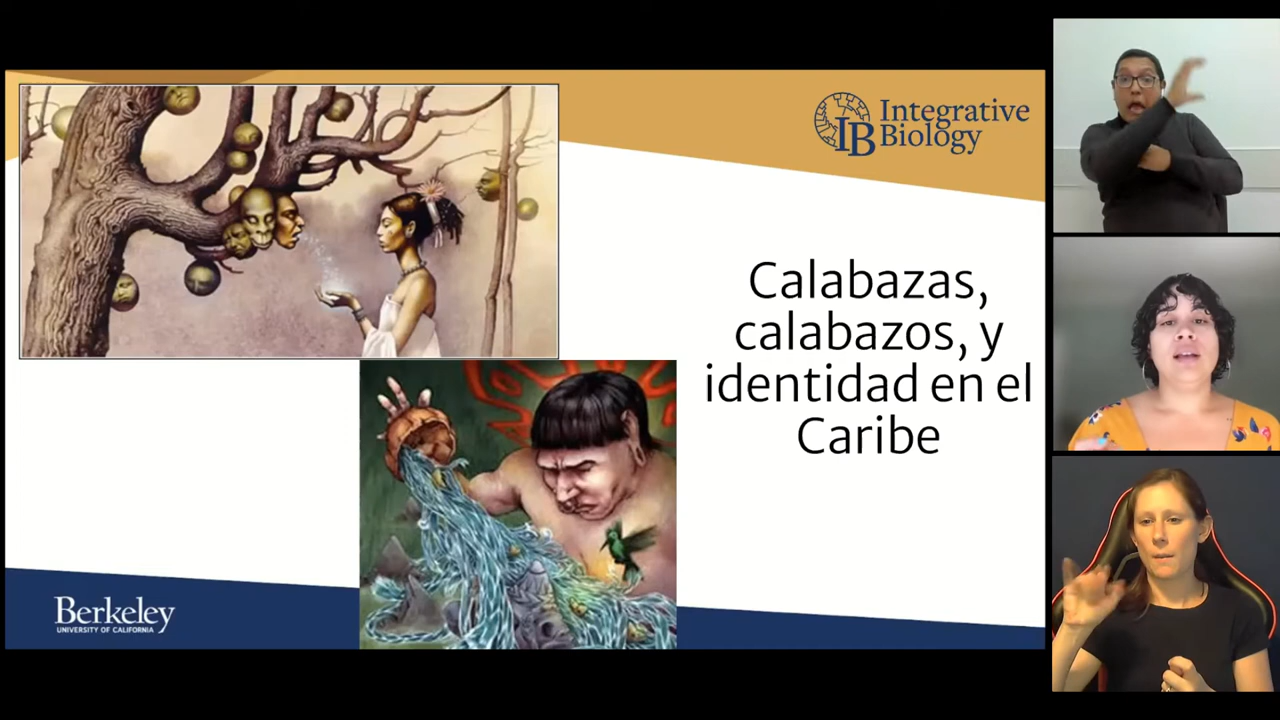 Integrative
IB Biology
Calabazas,
calabazos, y
identidad en el
Caribe
Berkeley
UNIVERSITY OF CALIFORNIA